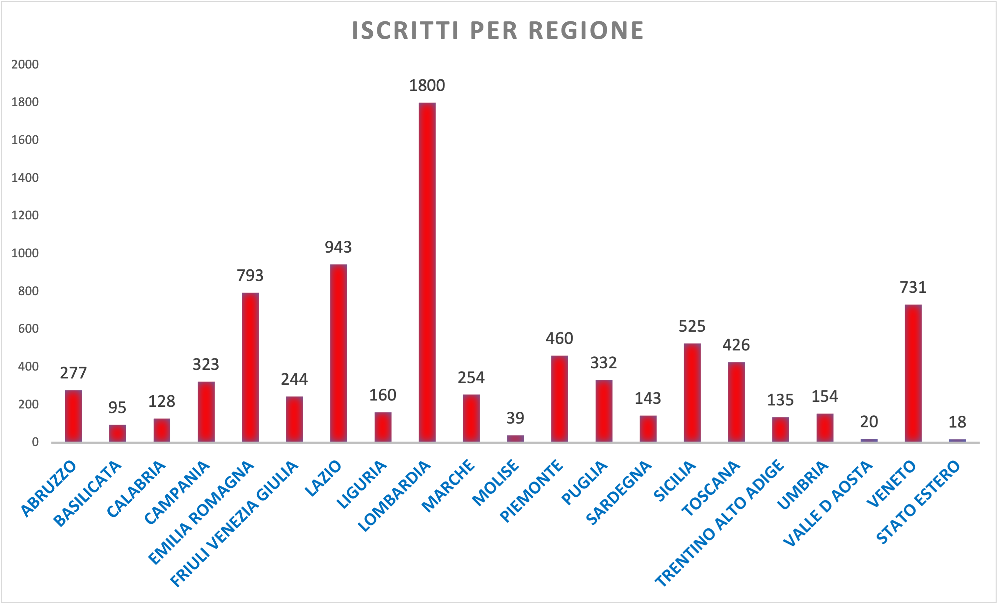 ISCRITTI PER REGIONE
2000
1800
1600
1400
1200
1000
800
600
400
200
0
277
95
128
323
793
244
943
160
1800
254
39
460
332
143
525
426
135
154
20
731
18
ABRUZZO
BASILICATA
CALABRIA
CAMPANIA
EMILIA ROMAGNA
FRIULI VENEZIA GIULIA
LAZIO
LIGURIA
LOMBARDIA
MARCHE
MOLISE
PIEMONTE
PUGLIA
SARDEGNA
SICILIA
TOSCANA
TRENTINO ALTO ADIGE
UMBRIA
VALLE D AOSTA
VENETO
STATO ESTERO